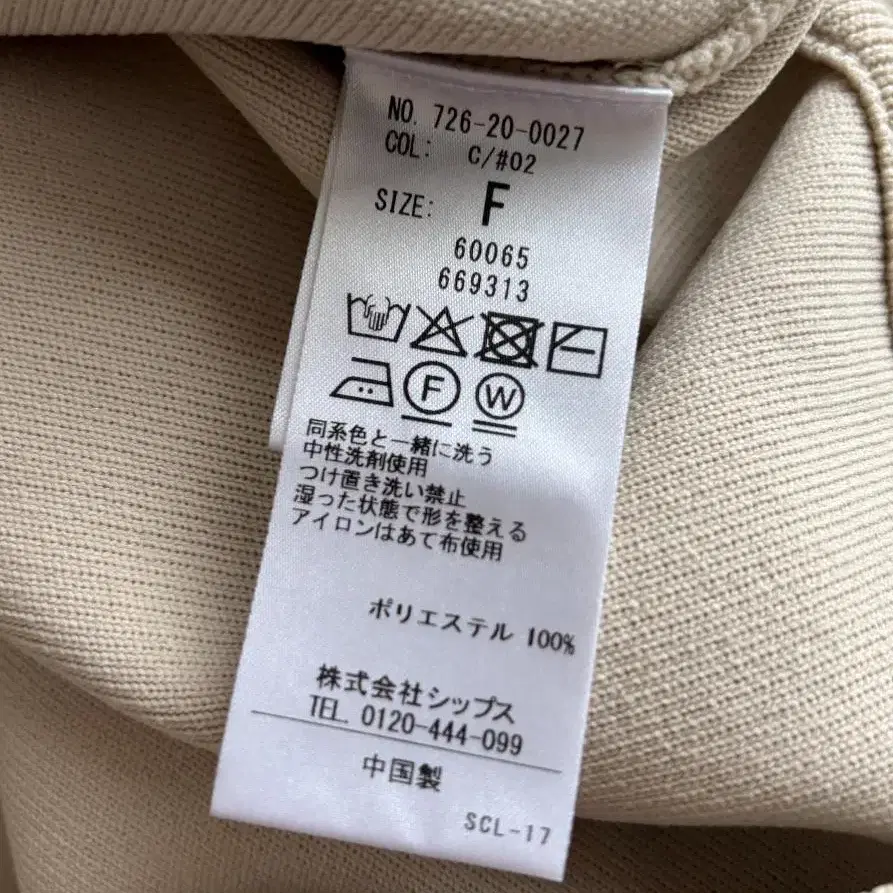 NO. 726-20-0027
COL: C/#02
SIZE: F
60065
669313
F W
同系色と一緒に洗う
中性洗剤使用
つけ置き洗い禁止
湿った状態で形を整える
アイロンはあて布使用
ポリエステル 100%
株式会社シップス
TEL. 0120-444-099
中国製
SCL-17